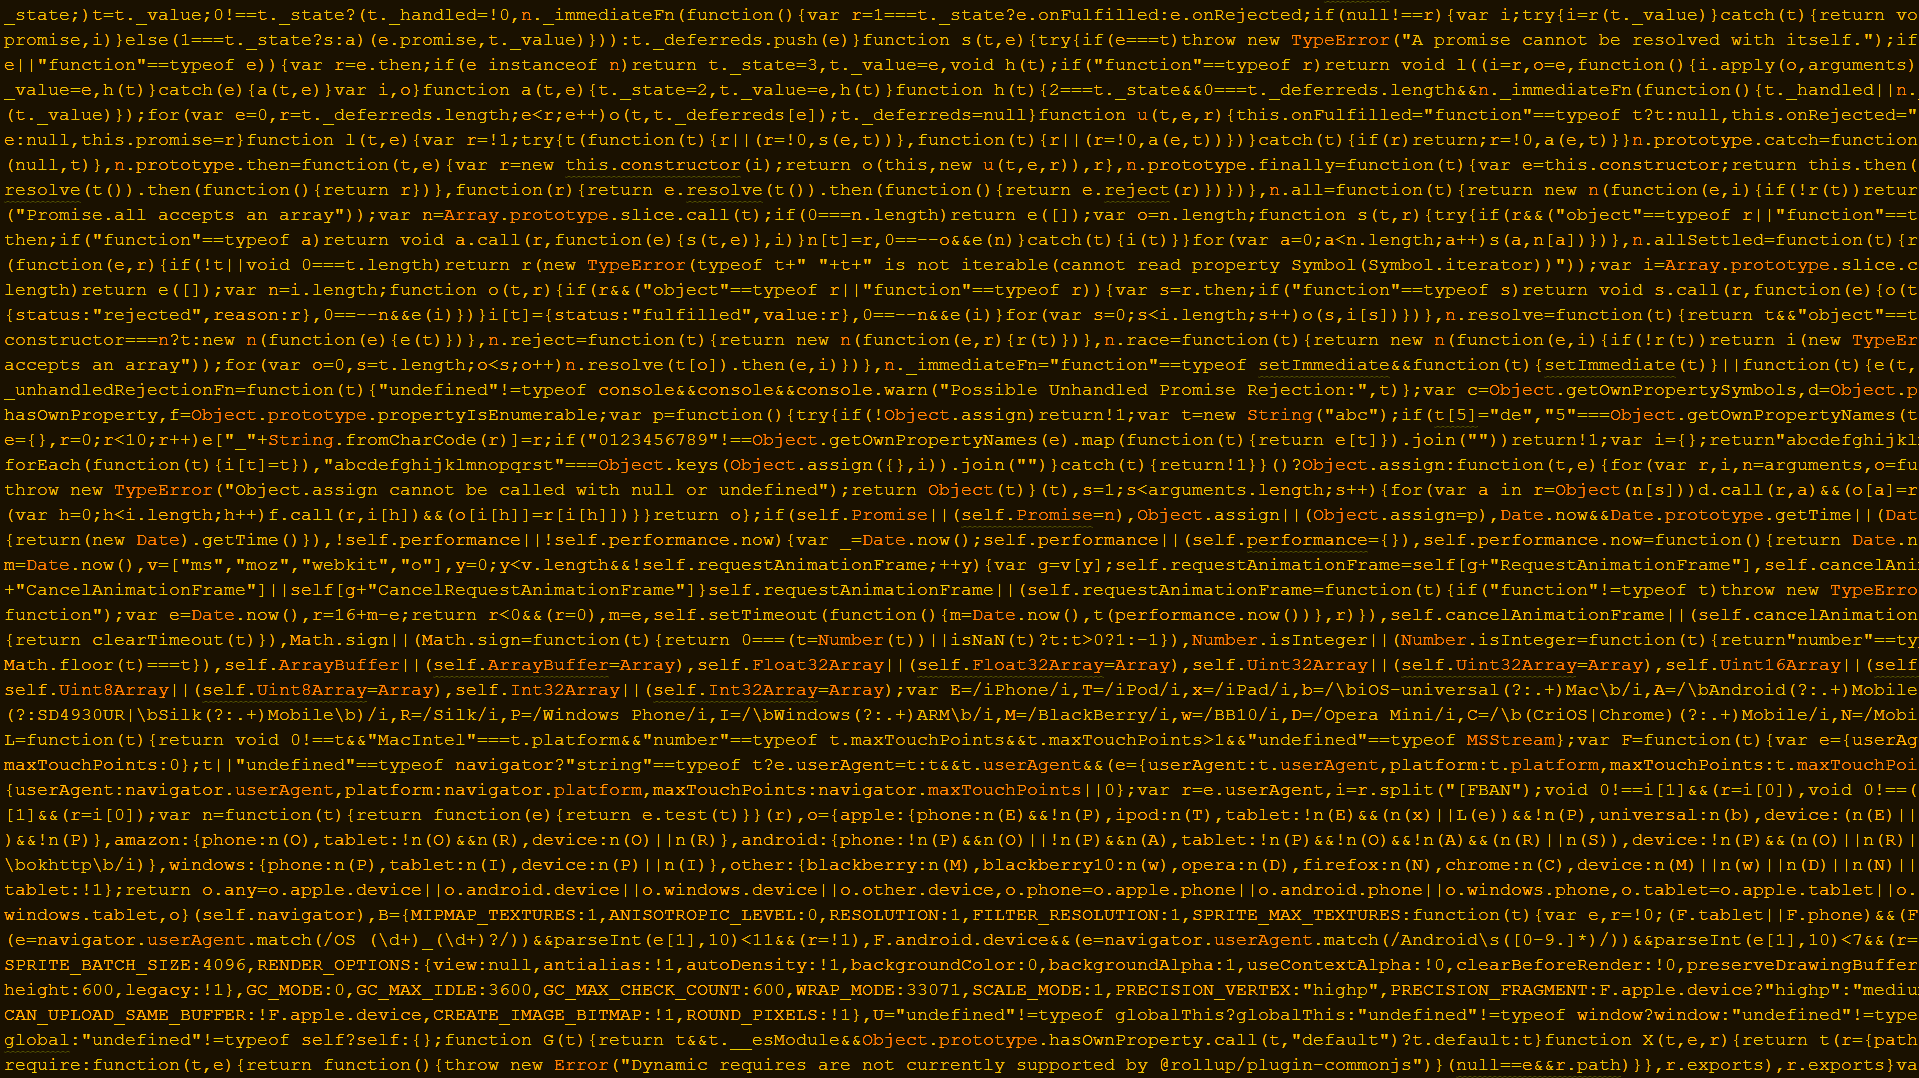 _state;)t=t._value;0!==t._state?(t._handled=!0,n._immediateFn(function(){var r=1===t._state?e.onFulfilled:e.onRejected;if(null!==r){var i;try{i=r(t._value)}catch(t){return vo
promise,i)}else(1===t._state?s:a)(e.promise,t._value)})):t._deferreds.push(e)}function s(t,e){try{if(e===t)throw new TypeError("A promise cannot be resolved with itself.");if
e||"function"==typeof e)){var r=e.then;if(e instanceof n)return t._state=3,t._value=e,void h(t);if("function"==typeof r)return void l((i=r,o=e,function(){i.apply(o,arguments)
_value=e,h(t)}catch(e){a(t,e)}var i,o}function a(t,e){t._state=2,t._value=e,h(t)}function h(t){2===t._state&&0===t._deferreds.length&&n._immediateFn(function(){t._handled||n.
(t._value)});for(var e=0,r=t._deferreds.length;e<r;e++)o(t,t._deferreds[e]);t._deferreds=null}function u(t,e,r){this.onFulfilled="function"==typeof t?t:null,this.onRejected="
e:null,this.promise=r}function l(t,e){var r=!1;try{t(function(t){r||(r=!0,s(e,t))},function(t){r||(r=!0,a(e,t))})}catch(t){if(r)return;r=!0,a(e,t)}}n.prototype.catch=function
(null,t)},n.prototype.then=function(t,e){var r=new this.constructor(i);return o(this,new u(t,e,r)),r},n.prototype.finally=function(t){var e=this.constructor;return this.then(
resolve(t()).then(function(){return r})},function(r){return e.resolve(t()).then(function(){return e.reject(r)})})},n.all=function(t){return new n(function(e,i){if(!r(t))retur
("Promise.all accepts an array"));var n=Array.prototype.slice.call(t);if(0===n.length)return e([]);var o=n.length;function s(t,r){try{if(r&&("object"==typeof r||"function"==t
then;if("function"==typeof a)return void a.call(r,function(e){s(t,e)},i)}n[t]=r,0==--o&&e(n)}catch(t){i(t)}}for(var a=0;a<n.length;a++)s(a,n[a])})},n.allSettled=function(t){r
(function(e,r){if(!t||void 0===t.length)return r(new TypeError(typeof t+" "+t+" is not iterable(cannot read property Symbol(Symbol.iterator))"));var i=Array.prototype.slice.c
length)return e([]);var n=i.length;function o(t,r){if(r&&("object"==typeof r||"function"==typeof r)){var s=r.then;if("function"==typeof s)return void s.call(r,function(e){o(t
{status:"rejected",reason:r},0==--n&&e(i)})}i[t]={status:"fulfilled",value:r},0==--n&&e(i)}for(var s=0;s<i.length;s++)o(s,i[s])})},n.resolve=function(t){return t&&"object"==t
constructor===n?t:new n(function(e){e(t)})},n.reject=function(t){return new n(function(e,r){r(t)})},n.race=function(t){return new n(function(e,i){if(!r(t))return i(new TypeEr
accepts an array"));for(var o=0,s=t.length;o<s;o++)n.resolve(t[o]).then(e,i)})},n._immediateFn="function"==typeof setImmediate&&function(t){setImmediate(t)}||function(t){e(t,
_unhandledRejectionFn=function(t){"undefined"!=typeof console&&console&&console.warn("Possible Unhandled Promise Rejection:",t)};var c=Object.getOwnPropertySymbols,d=Object.p
hasOwnProperty,f=Object.prototype.propertyIsEnumerable;var p=function(){try{if(!Object.assign)return!1;var t=new String("abc");if(t[5]="de","5"===Object.getOwnPropertyNames(t
e={},r=0;r<10;r++)e["_"+String.fromCharCode(r)]=r;if("0123456789"!==Object.getOwnPropertyNames(e).map(function(t){return e[t]}).join(""))return!1;var i={};return"abcdefghijkl
forEach(function(t){i[t]=t}),"abcdefghijklmnopqrst"===Object.keys(Object.assign({},i)).join("")}catch(t){return!1}}()?Object.assign:function(t,e){for(var r,i,n=arguments,o=fu
throw new TypeError("Object.assign cannot be called with null or undefined");return Object(t)}(t),s=1;s<arguments.length;s++){for(var a in r=Object(n[s]))d.call(r,a)&&(o[a]=r
(var h=0;h<i.length;h++)f.call(r,i[h])&&(o[i[h]]=r[i[h]])}}return o};if(self.Promise||(self.Promise=n),Object.assign||(Object.assign=p),Date.now&&Date.prototype.getTime||(Dat
{return(new Date).getTime()}),!self.performance||!self.performance.now){var _=Date.now();self.performance||(self.performance={}),self.performance.now=function(){return Date.n
m=Date.now(),v=["ms","moz","webkit","o"],y=0;y<v.length&&!self.requestAnimationFrame;++y){var g=v[y];self.requestAnimationFrame=self[g+"RequestAnimationFrame"],self.cancelAni
+"CancelAnimationFrame"]||self[g+"CancelRequestAnimationFrame"]}self.requestAnimationFrame||(self.requestAnimationFrame=function(t){if("function"!=typeof t)throw new TypeErro
function");var e=Date.now(),r=16+m-e;return r<0&&(r=0),m=e,self.setTimeout(function(){m=Date.now(),t(performance.now())},r)}),self.cancelAnimationFrame||(self.cancelAnimation
{return clearTimeout(t)}),Math.sign||(Math.sign=function(t){return 0===(t=Number(t))||isNaN(t)?t:t>0?1:-1}),Number.isInteger||(Number.isInteger=function(t){return"number"==ty
Math.floor(t)===t}),self.ArrayBuffer||(self.ArrayBuffer=Array),self.Float32Array||(self.Float32Array=Array),self.Uint32Array||(self.Uint32Array=Array),self.Uint16Array||(self
self.Uint8Array||(self.Uint8Array=Array),self.Int32Array||(self.Int32Array=Array);var E=/iPhone/i,T=/iPod/i,x=/iPad/i,b=/\biOS-universal(?:.+)Mac\b/i,A=/\bAndroid(?:.+)Mobile
(?:SD4930UR|\bSilk(?:.+)Mobile\b)/i,R=/Silk/i,P=/Windows Phone/i,I=/\bWindows(?:.+)ARM\b/i,M=/BlackBerry/i,w=/BB10/i,D=/Opera Mini/i,C=/\b(CriOS|Chrome)(?:.+)Mobile/i,N=/Mobi
L=function(t){return void 0!==t&&"MacIntel"===t.platform&&"number"==typeof t.maxTouchPoints&&t.maxTouchPoints>1&&"undefined"==typeof MSStream};var F=function(t){var e={userAg
maxTouchPoints:0};t||"undefined"==typeof navigator?"string"==typeof t?e.userAgent=t:t&&t.userAgent&&(e={userAgent:t.userAgent,platform:t.platform,maxTouchPoints:t.maxTouchPoi
{userAgent:navigator.userAgent,platform:navigator.platform,maxTouchPoints:navigator.maxTouchPoints||0};var r=e.userAgent,i=r.split("[FBAN");void 0!==i[1]&&(r=i[0]),void 0!==(
[1]&&(r=i[0]);var n=function(t){return function(e){return e.test(t)}}(r),o={apple:{phone:n(E)&&!n(P),ipod:n(T),tablet:!n(E)&&(n(x)||L(e))&&!n(P),universal:n(b),device:(n(E)||
)&&!n(P)},amazon:{phone:n(O),tablet:!n(O)&&n(R),device:n(O)||n(R)},android:{phone:!n(P)&&n(O)||!n(P)&&n(A),tablet:!n(P)&&!n(O)&&!n(A)&&(n(R)||n(S)),device:!n(P)&&(n(O)||n(R)|
\bokhttp\b/i)},windows:{phone:n(P),tablet:n(I),device:n(P)||n(I)},other:{blackberry:n(M),blackberry10:n(w),opera:n(D),firefox:n(N),chrome:n(C),device:n(M)||n(w)||n(D)||n(N)||
tablet:!1};return o.any=o.apple.device||o.android.device||o.windows.device||o.other.device,o.phone=o.apple.phone||o.android.phone||o.windows.phone,o.tablet=o.apple.tablet||o.
windows.tablet,o}(self.navigator),B={MIPMAP_TEXTURES:1,ANISOTROPIC_LEVEL:0,RESOLUTION:1,FILTER_RESOLUTION:1,SPRITE_MAX_TEXTURES:function(t){var e,r=!0;(F.tablet||F.phone)&&(F
(e=navigator.userAgent.match(/OS (\d+)_(\d+)?/))&&parseInt(e[1],10)<11&&(r=!1),F.android.device&&(e=navigator.userAgent.match(/Android\s([0-9.]*)/))&&parseInt(e[1],10)<7&&(r=
SPRITE_BATCH_SIZE:4096,RENDER_OPTIONS:{view:null,antialias:!1,autoDensity:!1,backgroundColor:0,backgroundAlpha:1,useContextAlpha:!0,clearBeforeRender:!0,preserveDrawingBuffer
height:600,legacy:!1},GC_MODE:0,GC_MAX_IDLE:3600,GC_MAX_CHECK_COUNT:600,WRAP_MODE:33071,SCALE_MODE:1,PRECISION_VERTEX:"highp",PRECISION_FRAGMENT:F.apple.device?"highp":"mediu
CAN_UPLOAD_SAME_BUFFER:!F.apple.device,CREATE_IMAGE_BITMAP:!1,ROUND_PIXELS:!1},U="undefined"!=typeof globalThis?globalThis:"undefined"!=typeof window?window:"undefined"!=type
global:"undefined"!=typeof self?self:{};function G(t){return t&&t.__esModule&&Object.prototype.hasOwnProperty.call(t,"default")?t.default:t}function X(t,e,r){return t(r={path
require:function(t,e){return function(){throw new Error("Dynamic requires are not currently supported by @rollup/plugin-commonjs")}(null==e&&r.path)}},r.exports),r.exports}va